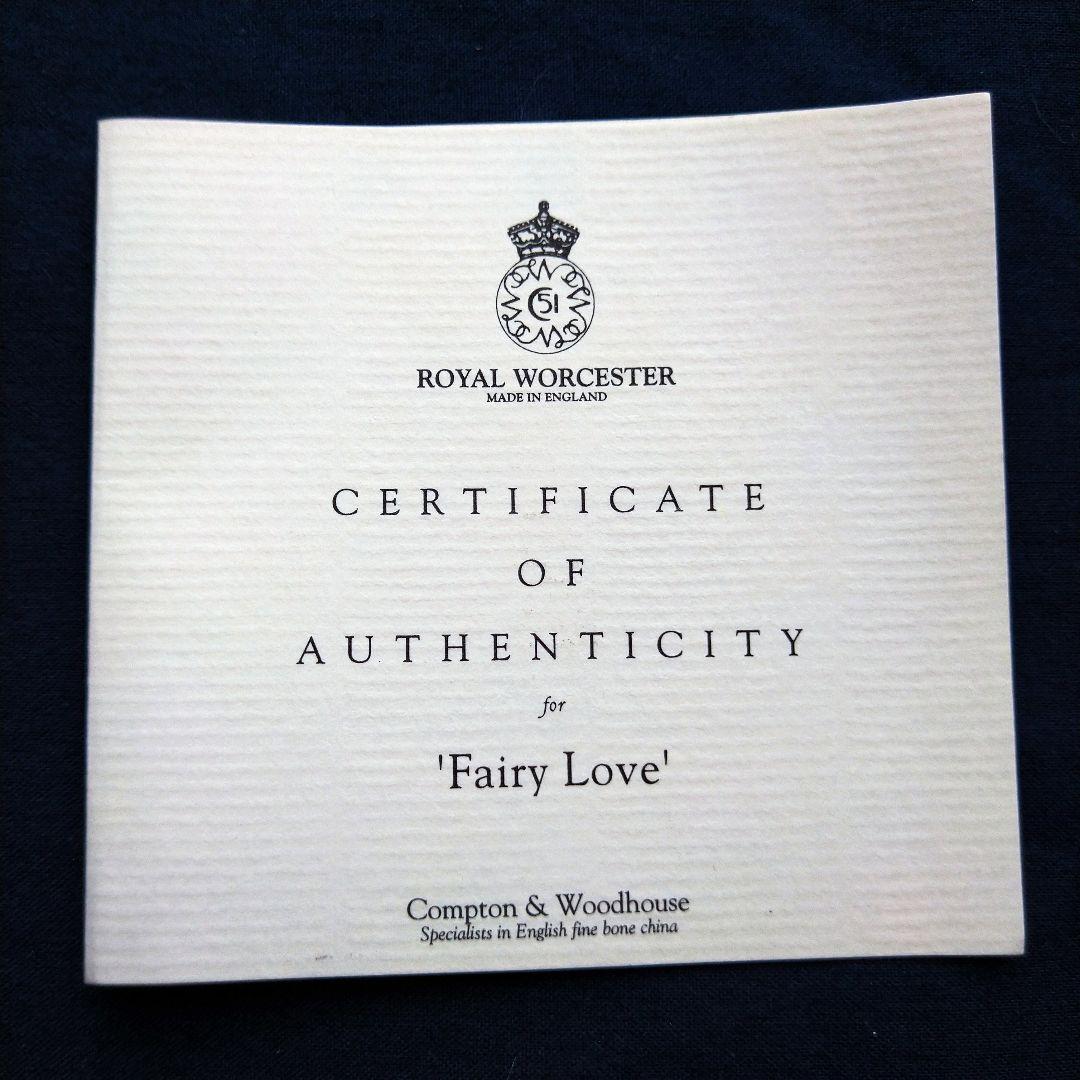 51
ROYAL WORCESTER
MADE IN ENGLAND
CERTIFICATE
OF
AUTHENTICITY
for
'Fairy Love'
Compton & Woodhouse
Specialists in English fine bone china